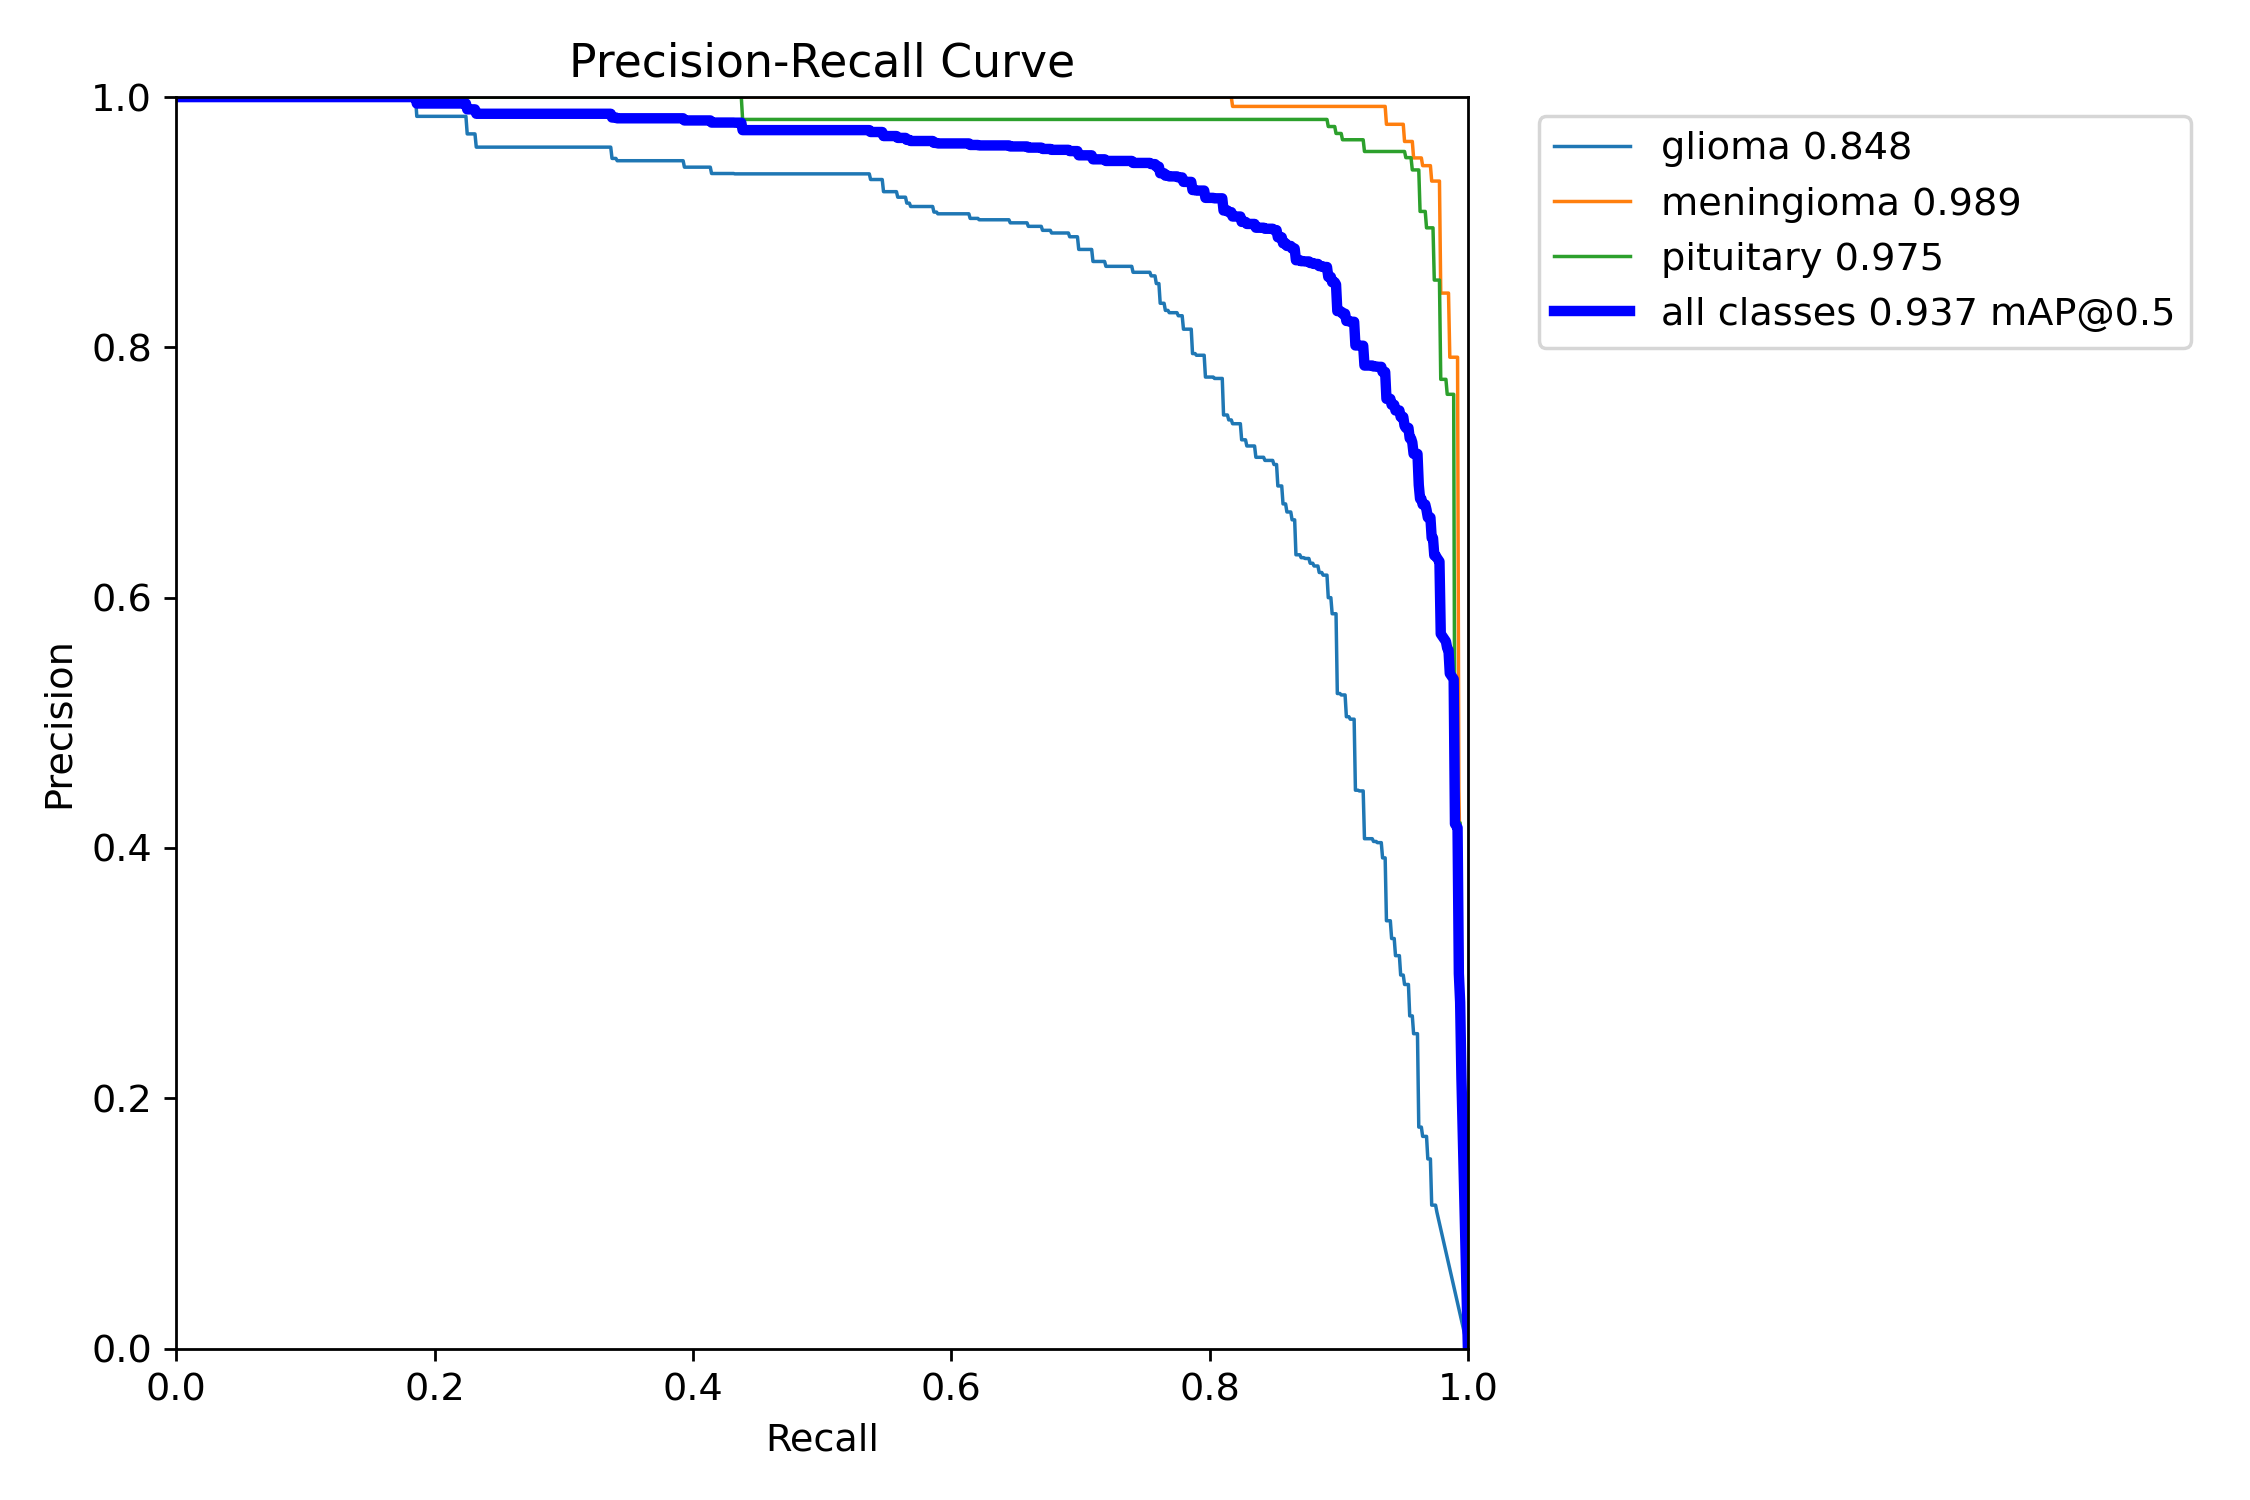 Precision-Recall Curve
glioma 0.848
meningioma 0.989
pituitary 0.975
all classes 0.937 mAP@0.5
Precision
1.0
0.8
0.6
0.4
0.2
0.0
0.0 0.2 0.4 0.6 0.8 1.0
Recall